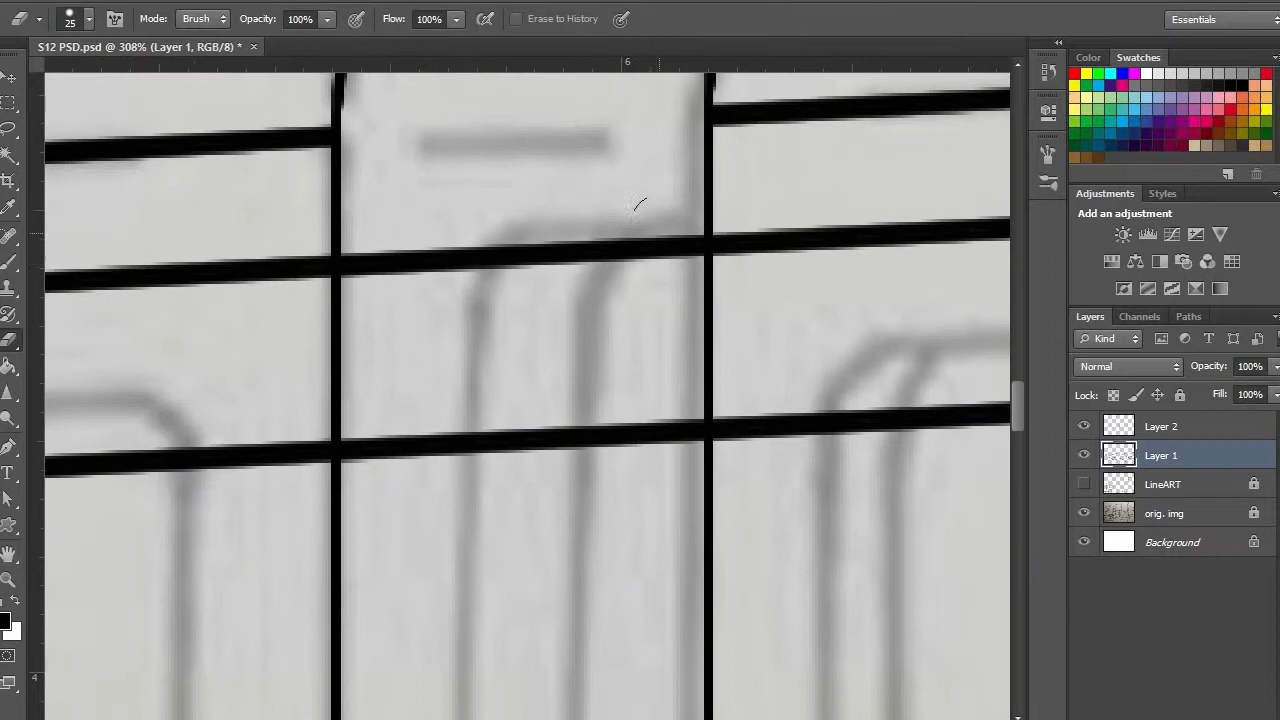 25
Mode:
Brush
Opacity:
100%
Flow:
100%
Erase to History
Essentials
S12 PSD.psd @ 308% (Layer 1, RGB/8) *
6
4
Color
Swatches
Adjustments
Styles
Add an adjustment
Layers
Channels
Paths
Kind
Normal
Opacity:
100%
Lock:
Fill:
100%
Layer 2
Layer 1
LineART
orig. img
Background